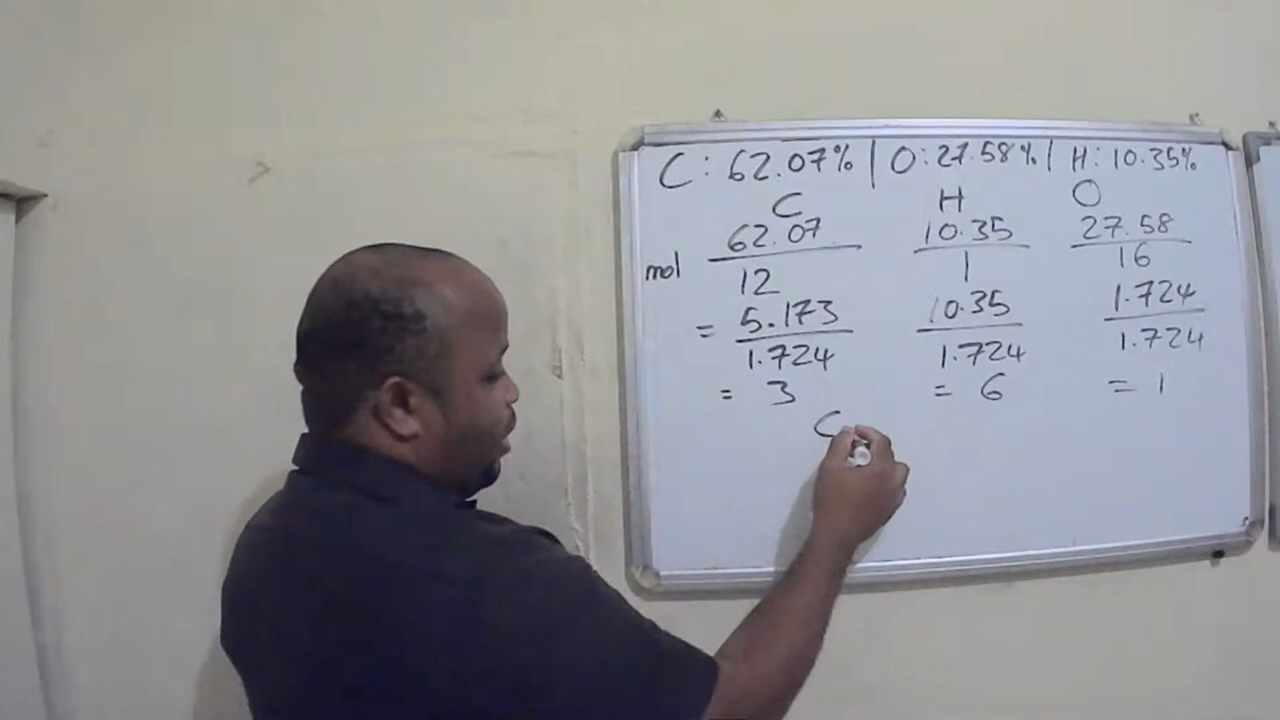 C: 62.07% | O: 27.58% | H: 10.35%
C H O
62.07 10.35 27.58
mol
12 1 16
= 5.173 10.35 1.724
1.724 1.724 1.724
= 3 = 6 = 1
C